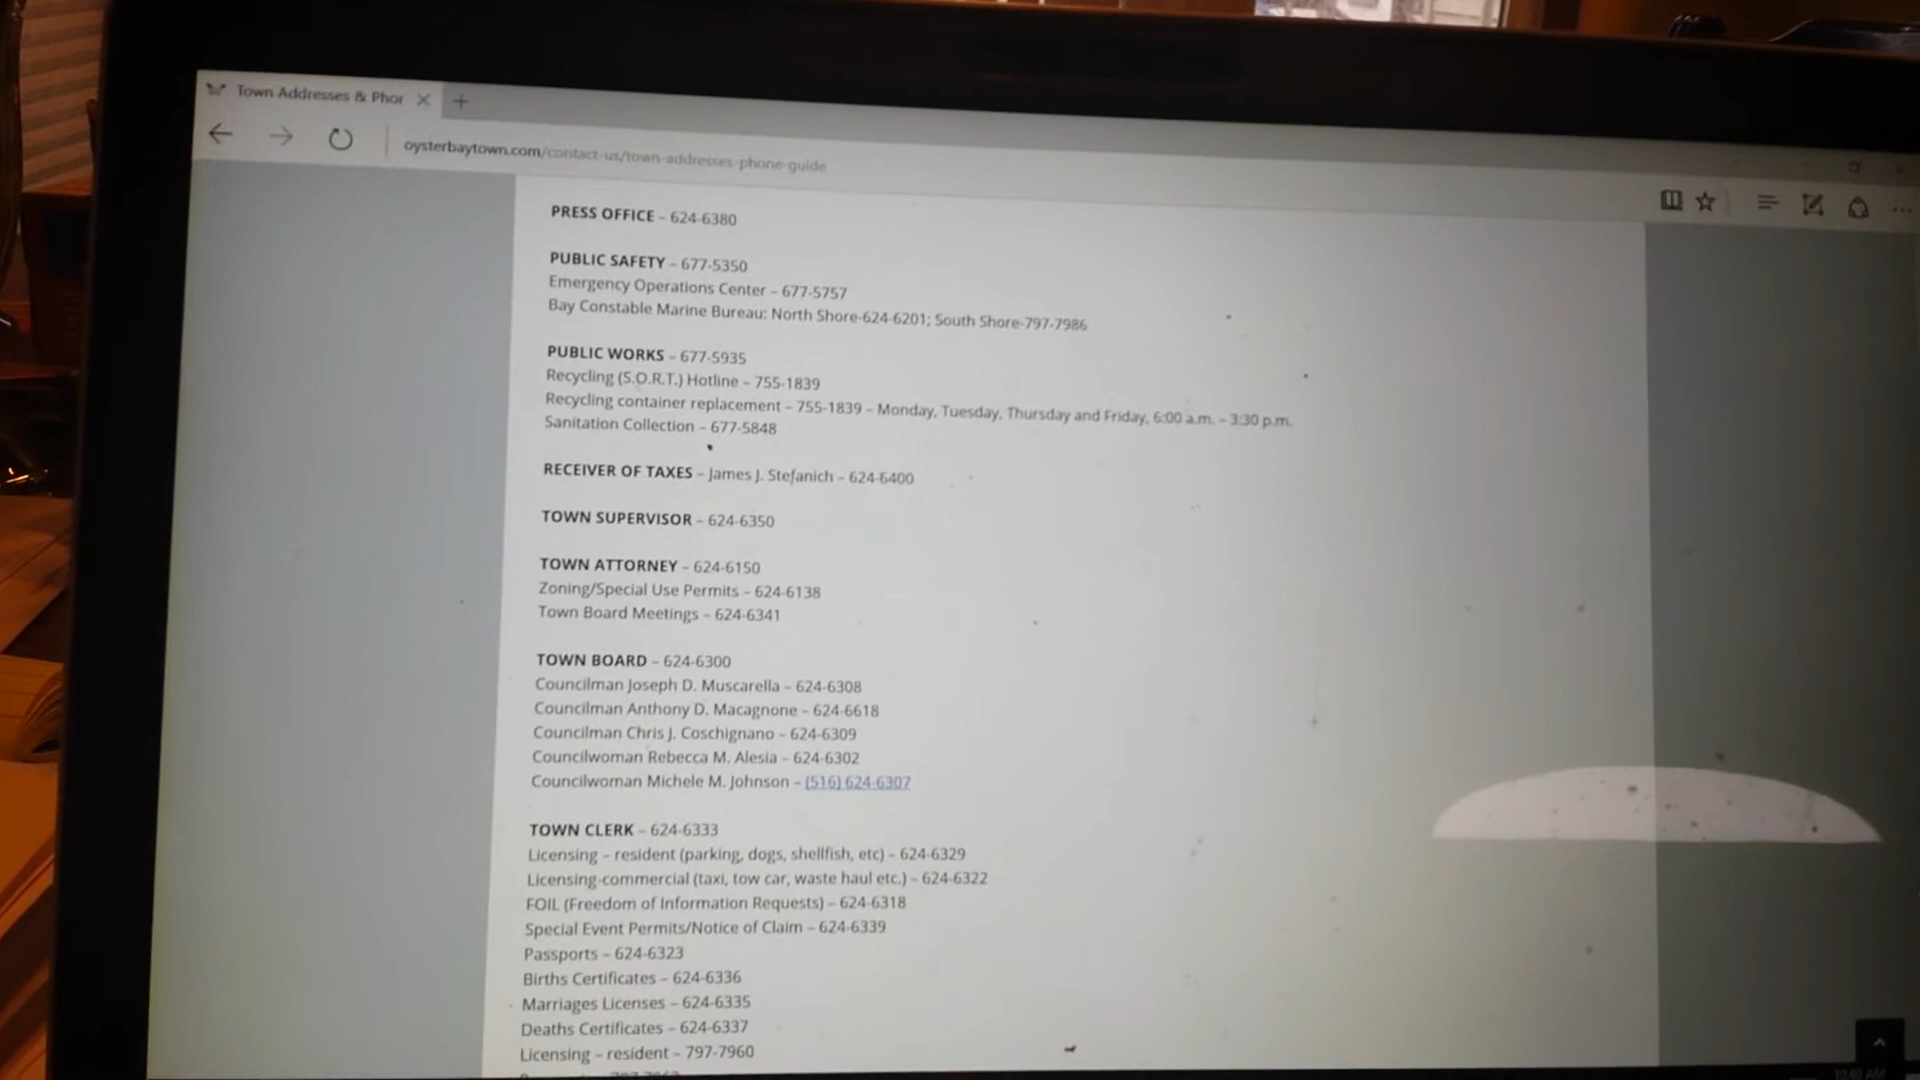 Town Addresses & Phor
oysterbaytown.com/contact-us/town-addresses-phone-guide
PRESS OFFICE – 624-6380
PUBLIC SAFETY – 677-5350
Emergency Operations Center – 677-5757
Bay Constable Marine Bureau: North Shore-624-6201; South Shore-797-7986
PUBLIC WORKS – 677-5935
Recycling (S.O.R.T.) Hotline – 755-1839
Recycling container replacement – 755-1839 – Monday, Tuesday, Thursday and Friday, 6:00 a.m. – 3:30 p.m.
Sanitation Collection – 677-5848
RECEIVER OF TAXES – James J. Stefanich – 624-6400
TOWN SUPERVISOR – 624-6350
TOWN ATTORNEY – 624-6150
Zoning/Special Use Permits – 624-6138
Town Board Meetings – 624-6341
TOWN BOARD – 624-6300
Councilman Joseph D. Muscarella – 624-6308
Councilman Anthony D. Macagnone – 624-6618
Councilman Chris J. Coschignano – 624-6309
Councilwoman Rebecca M. Alesia – 624-6302
Councilwoman Michele M. Johnson – (516) 624-6307
TOWN CLERK – 624-6333
Licensing – resident (parking, dogs, shellfish, etc) – 624-6329
Licensing-commercial (taxi, tow car, waste haul etc.) – 624-6322
FOIL (Freedom of Information Requests) – 624-6318
Special Event Permits/Notice of Claim – 624-6339
Passports – 624-6323
Births Certificates – 624-6336
Marriages Licenses – 624-6335
Deaths Certificates – 624-6337
Licensing – resident – 797-7960
10:40 AM